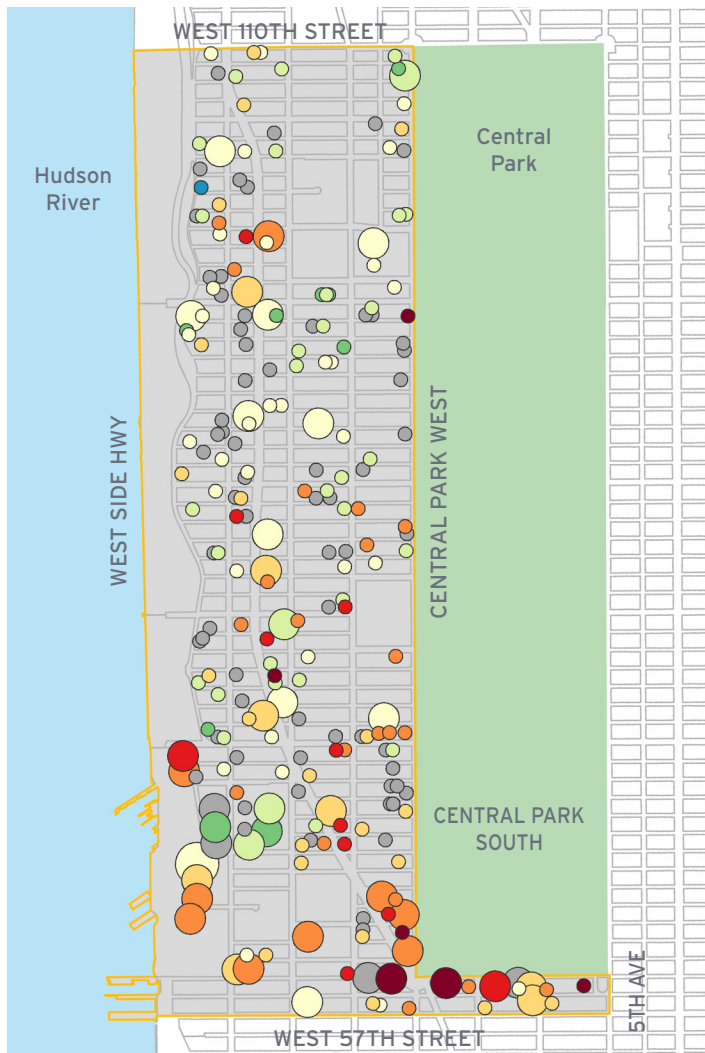 WEST 110TH STREET
Central
Park
Hudson
River
WEST SIDE HWY
CENTRAL PARK WEST
CENTRAL PARK
SOUTH
5TH AVE
WEST 57TH STREET